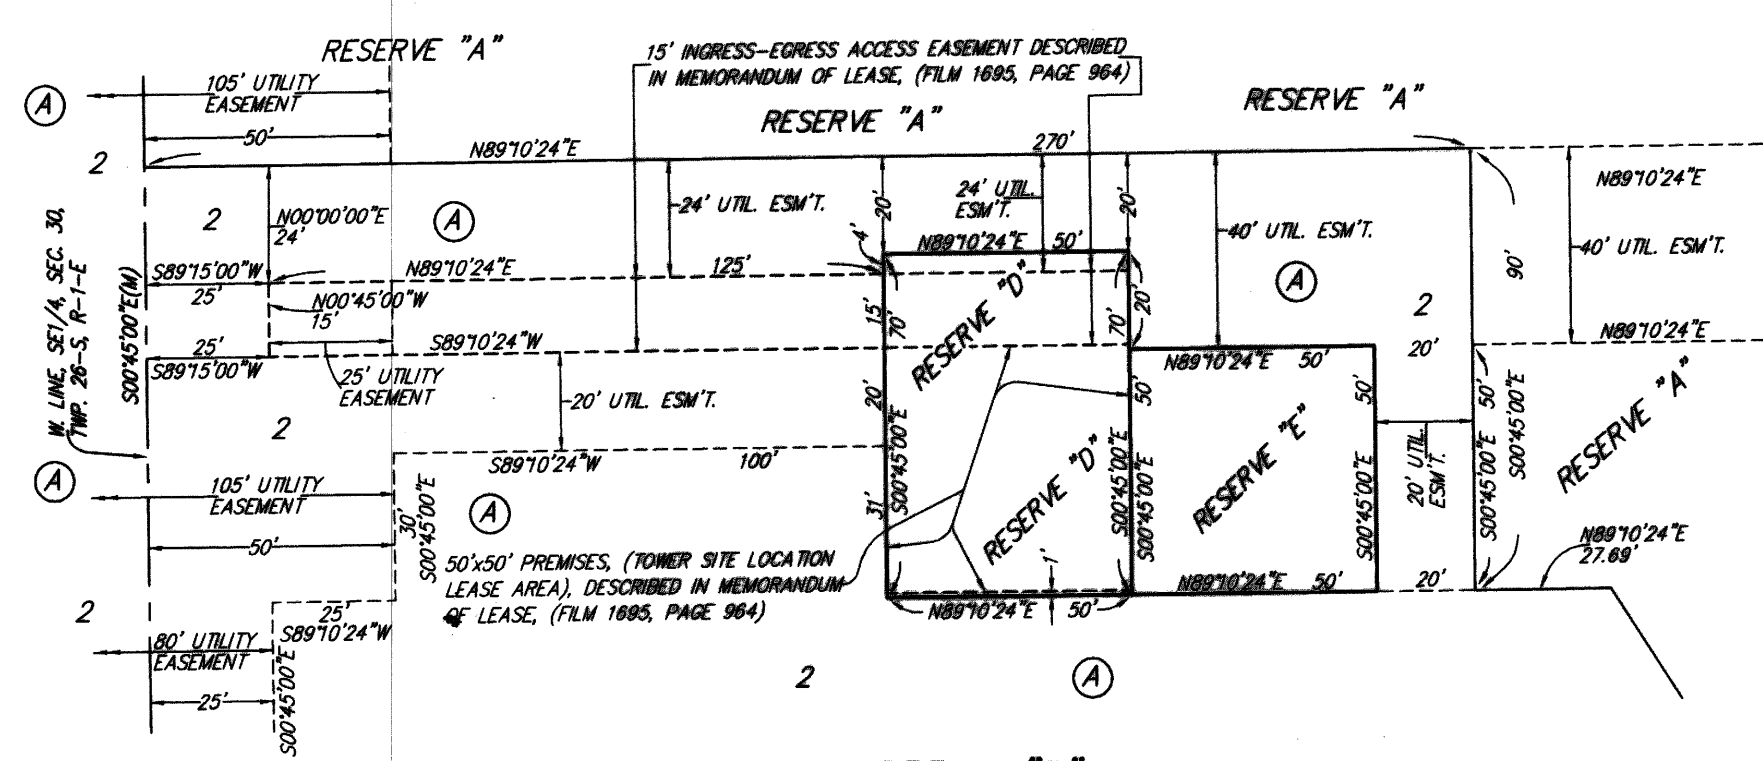 RESERVE "A"
15' INGRESS-EGRESS ACCESS EASEMENT DESCRIBED
IN MEMORANDUM OF LEASE, (FILM 1695, PAGE 964)
105' UTILITY
EASEMENT
A
50'
RESERVE "A"
RESERVE "A"
2
N89°10'24"E
270'
N89°10'24"E
2
N00°00'00"E
24'
A
24' UTIL. ESM'T.
20'
24' UTIL.
ESM'T.
20'
40' UTIL. ESM'T.
40' UTIL. ESM'T.
4'
N89°10'24"E
50'
S89°15'00"W
25'
N89°10'24"E
125'
A
90'
W. LINE, SE1/4, SEC. 30,
TWP. 26-S, R-1-E
S00°45'00"E(M)
N00°45'00"W
15'
15'
70'
RESERVE "D"
70'
20'
2
25'
S89°15'00"W
S89°10'24"W
N89°10'24"E
50'
20'
N89°10'24"E
25' UTILITY
EASEMENT
20' UTIL. ESM'T.
20'
S00°45'00"E
50'
50'
50'
S00°45'00"E
S00°45'00"E
RESERVE "A"
2
S89°10'24"W
100'
RESERVE "D"
S00°45'00"E
S00°45'00"E
RESERVE "E"
S00°45'00"E
20' UTIL.
ESM'T.
A
105' UTILITY
EASEMENT
30'
S00°45'00"E
A
31'
50'
50'x50' PREMISES, (TOWER SITE LOCATION
LEASE AREA), DESCRIBED IN MEMORANDUM
OF LEASE, (FILM 1695, PAGE 964)
1'
N89°10'24"E
27.69'
N89°10'24"E
50'
20'
2
25'
S89°10'24"W
N89°10'24"E
50'
80' UTILITY
EASEMENT
25'
S00°45'00"E
2
A